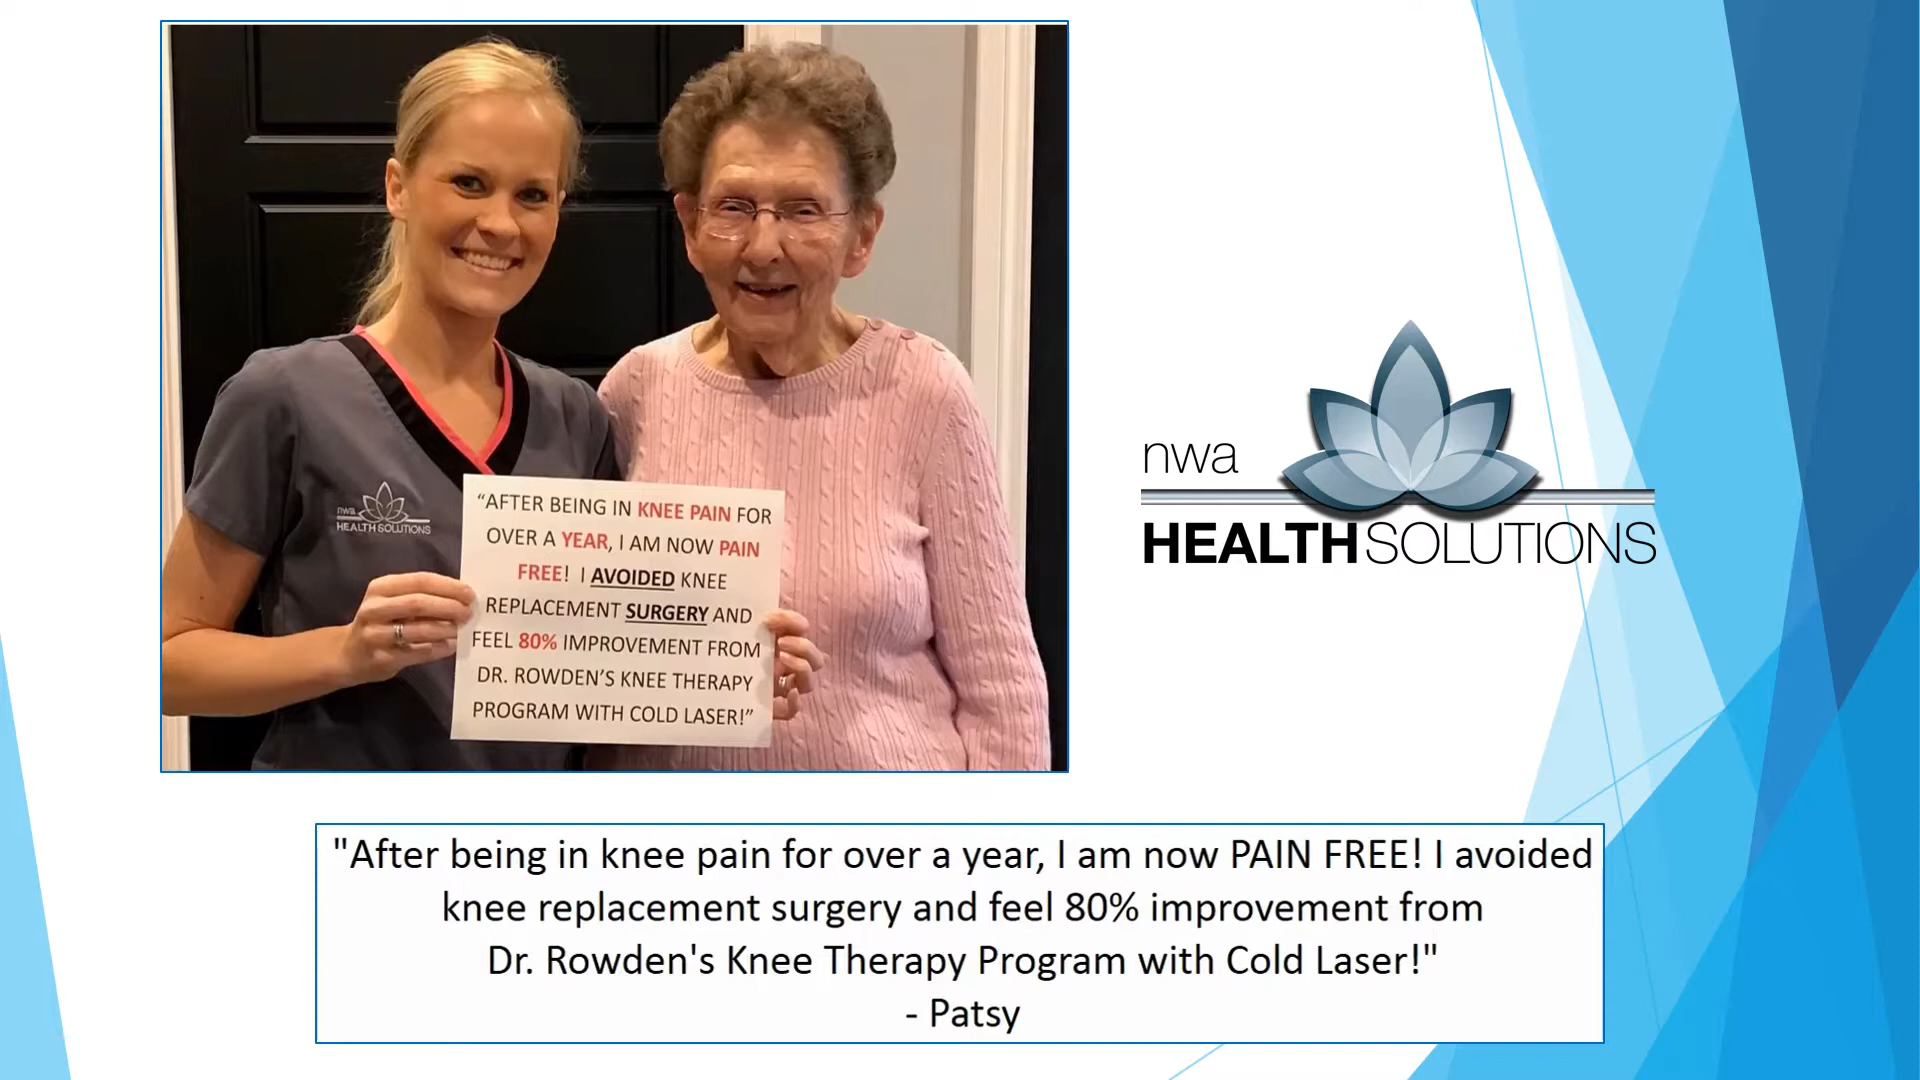 nwa
HEALTH SOLUTIONS
“AFTER BEING IN KNEE PAIN FOR
OVER A YEAR, I AM NOW PAIN
FREE! I AVOIDED KNEE
REPLACEMENT SURGERY AND
FEEL 80% IMPROVEMENT FROM
DR. ROWDEN’S KNEE THERAPY
PROGRAM WITH COLD LASER!”
nwa
HEALTHSOLUTIONS
"After being in knee pain for over a year, I am now PAIN FREE! I avoided
knee replacement surgery and feel 80% improvement from
Dr. Rowden's Knee Therapy Program with Cold Laser!"
- Patsy